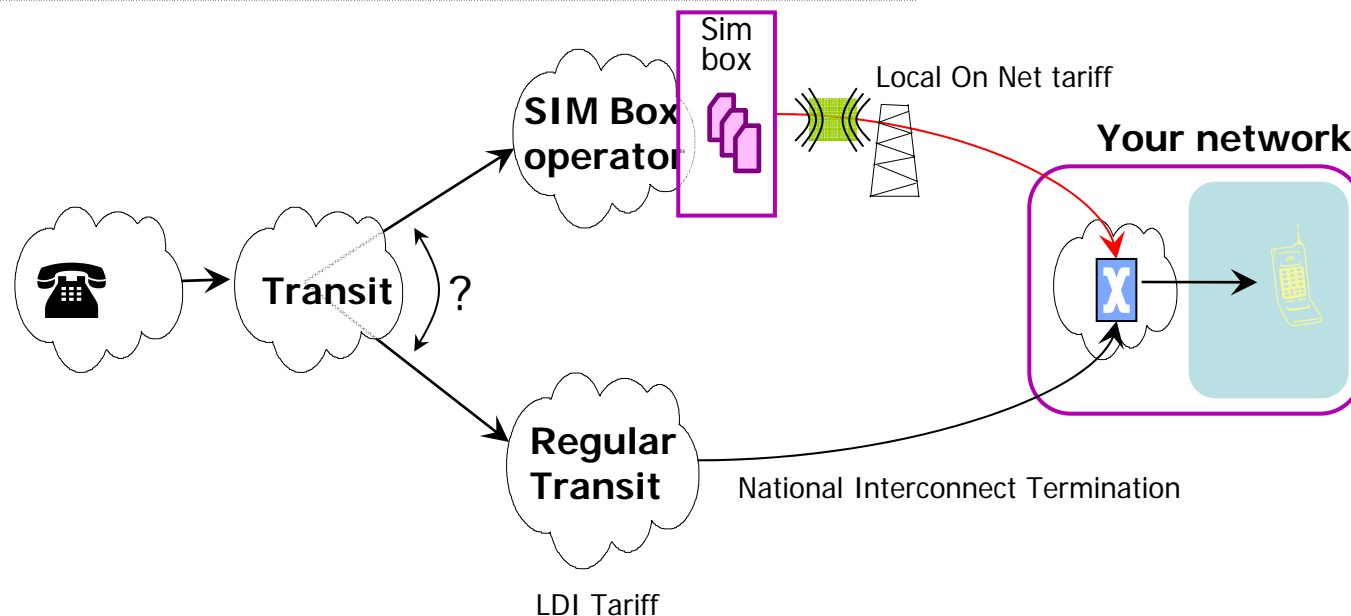 Sim
box
Local On Net tariff
SIM Box
operator
Your network
Transit
?
Regular
Transit
National Interconnect Termination
LDI Tariff